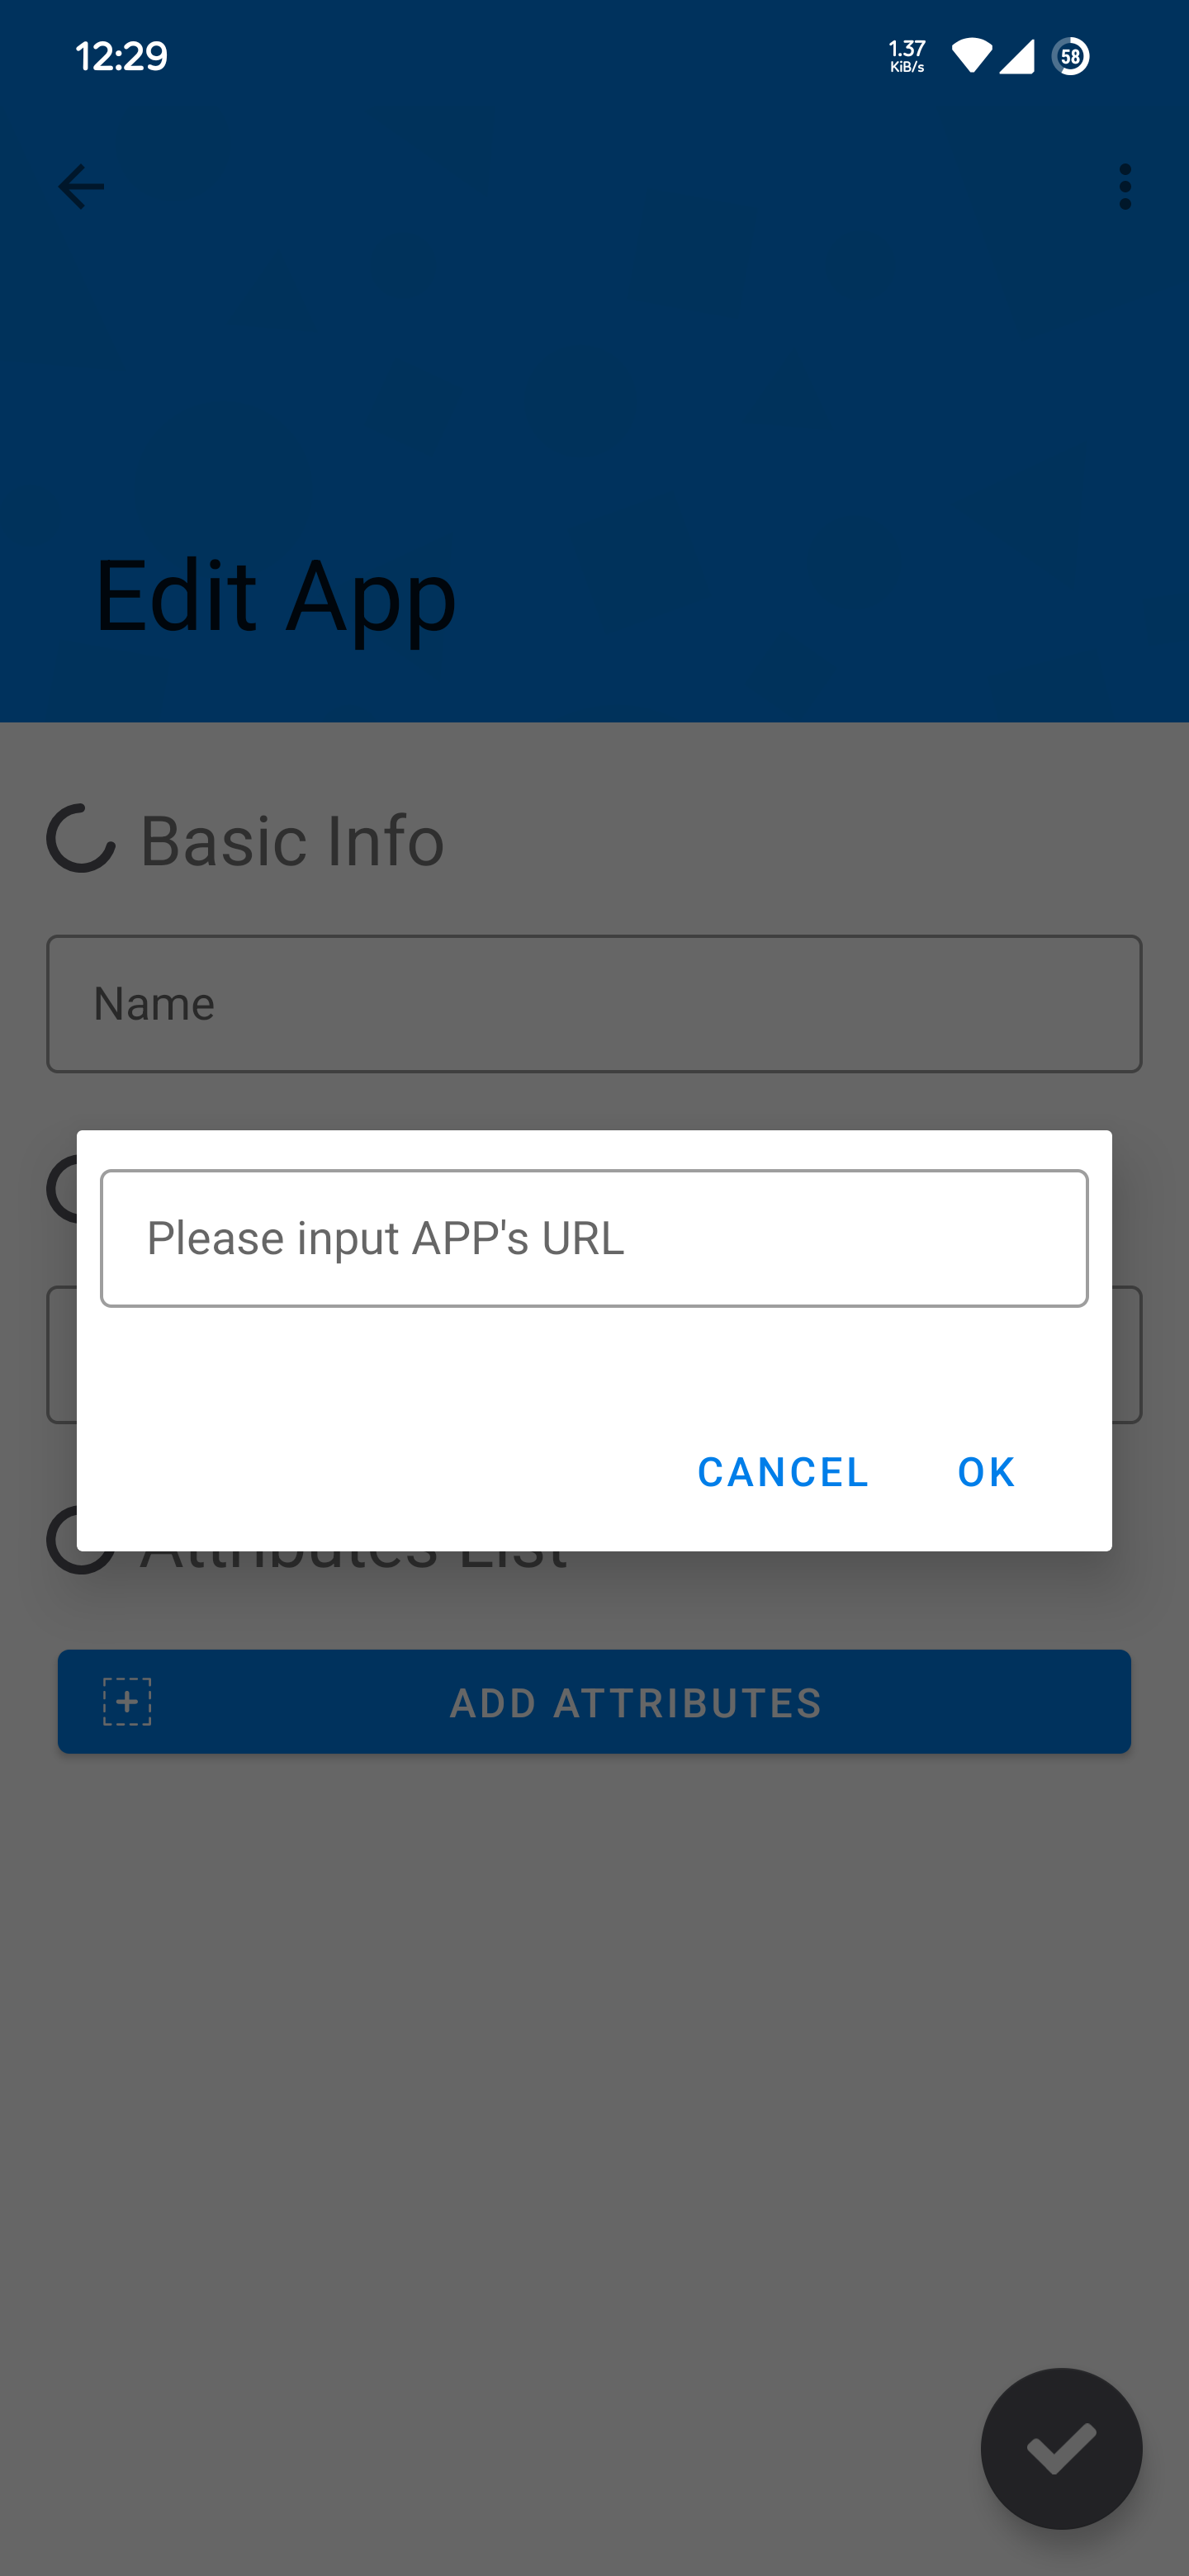 12:29
1.37
KiB/s
58
Edit App
Basic Info
Name
Please input APP's URL
CANCEL OK
Attributes List
ADD ATTRIBUTES